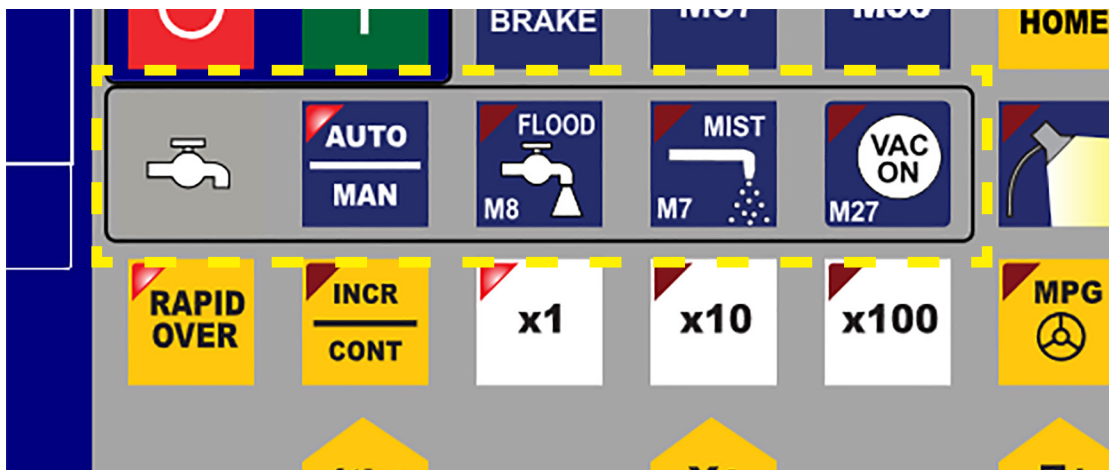 BRAKE
HOME
AUTO
MAN
FLOOD
M8
MIST
M7
VAC
ON
M27
RAPID
OVER
INCR
CONT
x1
x10
x100
MPG